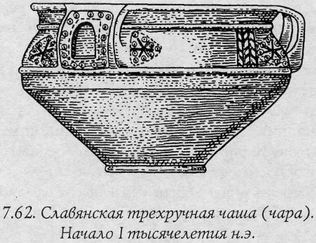 7.62. Славянская трехручная чаша (чара).
Начало I тысячелетия н.э.